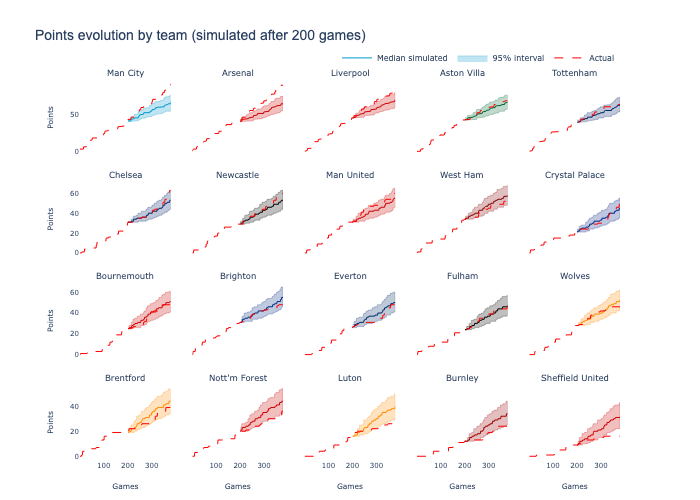 Points evolution by team (simulated after 200 games)
Median simulated 95% interval Actual
Man City Arsenal Liverpool Aston Villa Tottenham
Points
50
0
Chelsea Newcastle Man United West Ham Crystal Palace
Points
60
40
20
0
Bournemouth Brighton Everton Fulham Wolves
Points
60
40
20
0
Brentford Nott'm Forest Luton Burnley Sheffield United
Points
40
20
0
100 200 300 100 200 300 100 200 300 100 200 300 100 200 300
Games Games Games Games Games